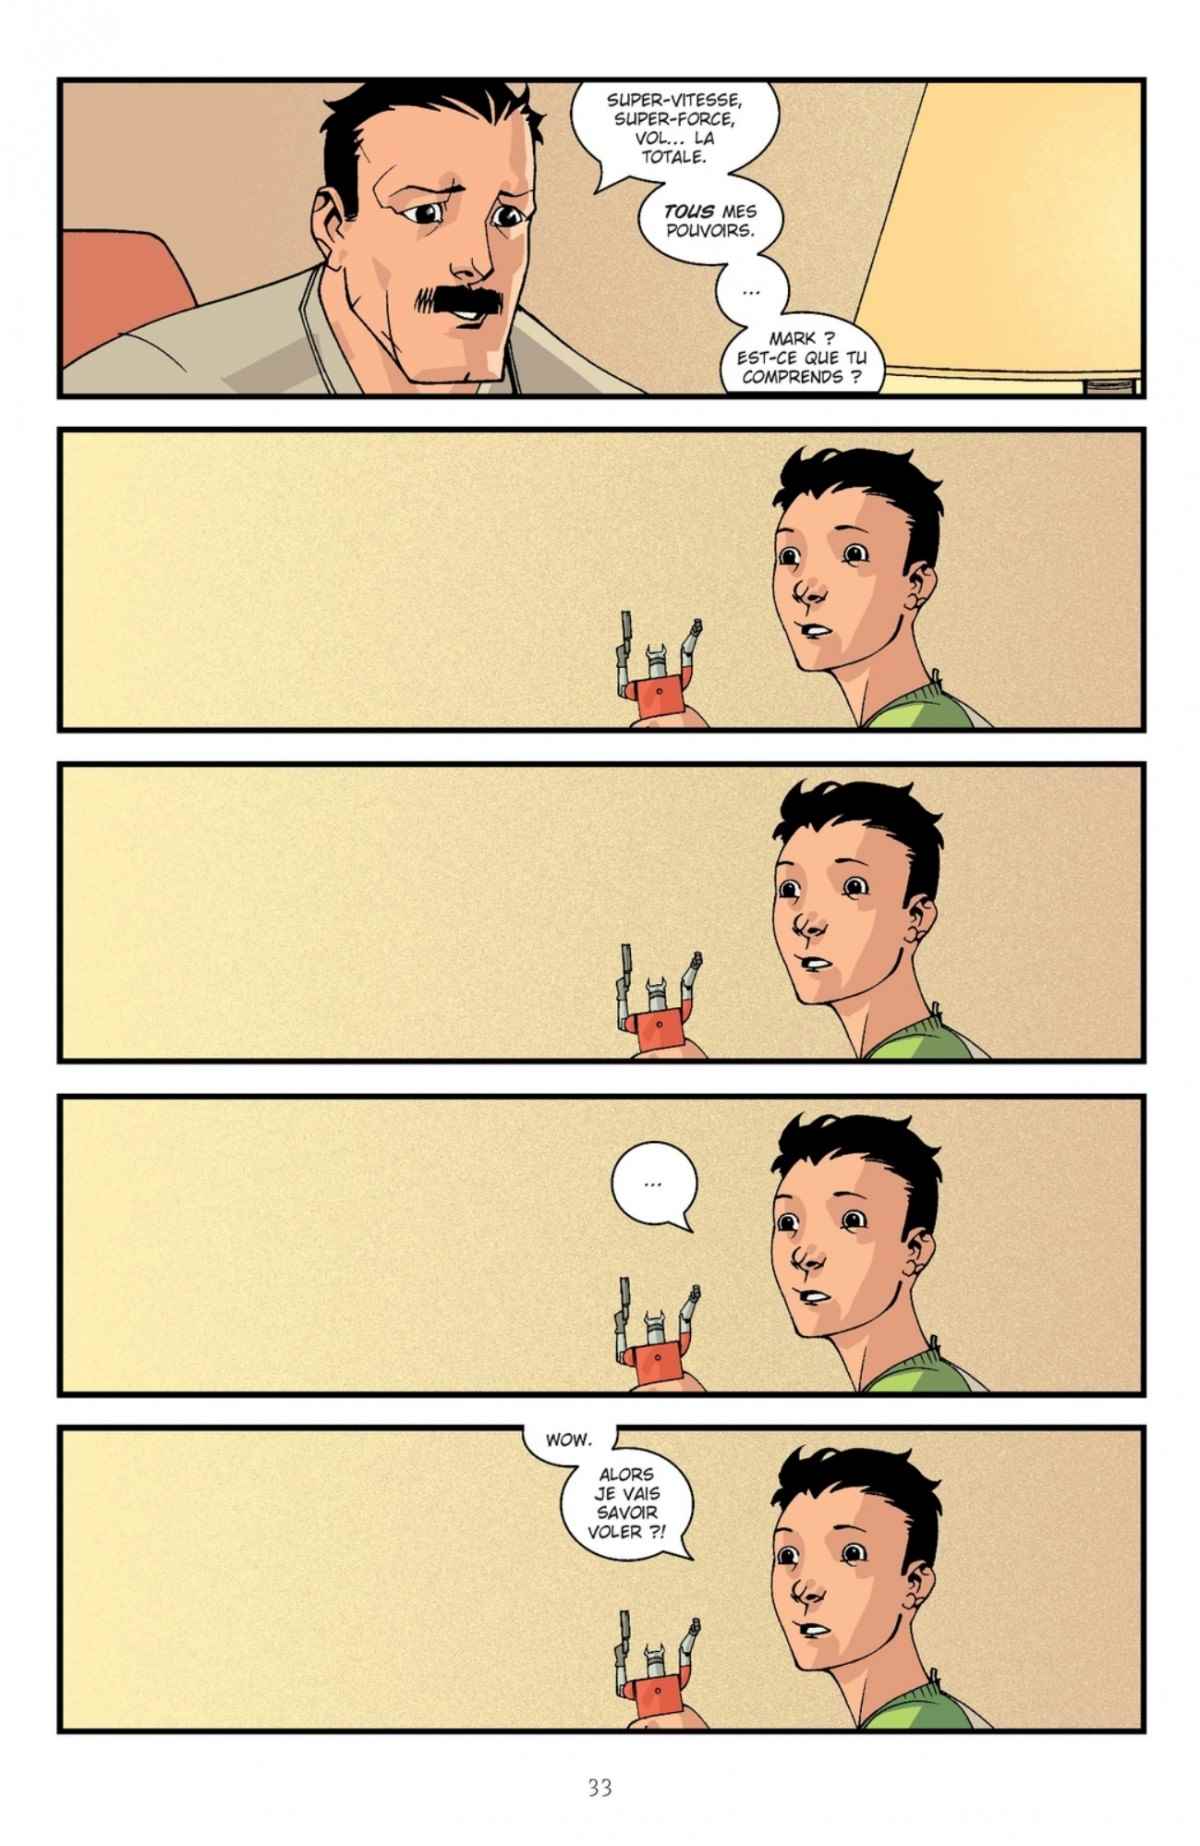 SUPER-VITESSE,
SUPER-FORCE,
VOL... LA
TOTALE.
TOUS MES
POUVOIRS.
...
MARK ?
EST-CE QUE TU
COMPRENDS ?
...
WOW.
ALORS
JE VAIS
SAVOIR
VOLER ?!
33